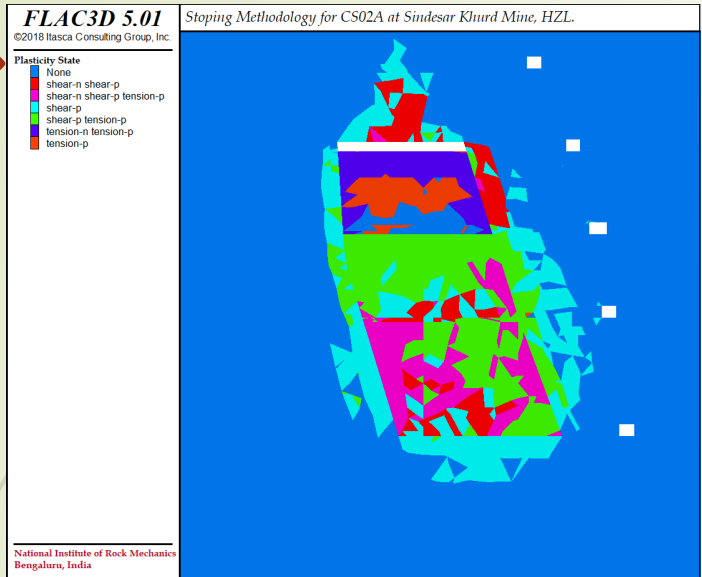 FLAC3D 5.01
©2018 Itasca Consulting Group, Inc.
Stoping Methodology for CS02A at Sindesar Khurd Mine, HZL.
Plasticity State
None
shear-n shear-p
shear-n shear-p tension-p
shear-p
shear-p tension-p
tension-n tension-p
tension-p
National Institute of Rock Mechanics
Bengaluru, India